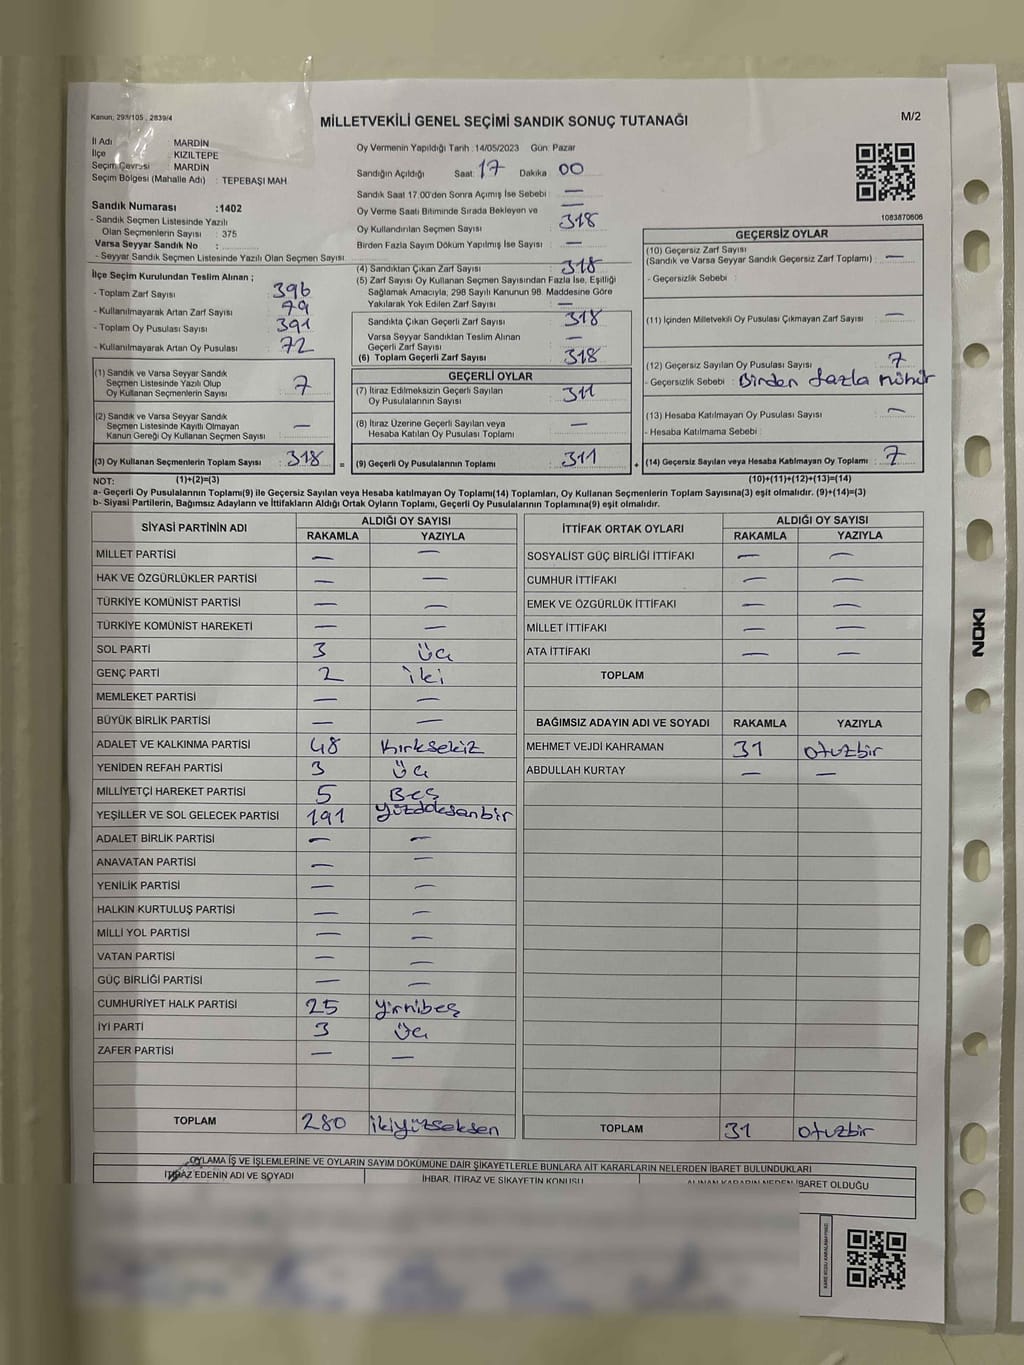 Kanun; 298/105 , 2839/4
MİLLETVEKİLİ GENEL SEÇİMİ SANDIK SONUÇ TUTANAĞI
M/2
İl Adı MARDİN
İlçe KIZILTEPE
Seçim Çevresi MARDİN
Seçim Bölgesi (Mahalle Adı) : TEPEBAŞI MAH
Sandık Numarası :1402
- Sandık Seçmen Listesinde Yazılı
Olan Seçmenlerin Sayısı : 375
Varsa Seyyar Sandık No :
- Seyyar Sandık Seçmen Listesinde Yazılı Olan Seçmen Sayısı
İlçe Seçim Kurulundan Teslim Alınan ;
- Toplam Zarf Sayısı 396
- Kullanılmayarak Artan Zarf Sayısı 79
- Toplam Oy Pusulası Sayısı 391
- Kullanılmayarak Artan Oy Pusulası 72
(1) Sandık ve Varsa Seyyar Sandık
Seçmen Listesinde Yazılı Olup
Oy Kullanan Seçmenlerin Sayısı 7
(2) Sandık ve Varsa Seyyar Sandık
Seçmen Listesinde Kayıtlı Olmayan
Kanun Gereği Oy Kullanan Seçmen Sayısı —
(3) Oy Kullanan Seçmenlerin Toplam Sayısı 318 =
Oy Vermenin Yapıldığı Tarih : 14/05/2023 Gün: Pazar
Sandığın Açıldığı Saat: 17 Dakika 00
Sandık Saat 17.00'den Sonra Açımış İse Sebebi : —
Oy Verme Saati Bitiminde Sırada Bekleyen ve —
Oy Kullandırılan Seçmen Sayısı 318
Birden Fazla Sayım Döküm Yapılmış İse Sayısı : —
(4) Sandıktan Çıkan Zarf Sayısı : 318
(5) Zarf Sayısı Oy Kullanan Seçmen Sayısından Fazla İse, Eşitliği
Sağlamak Amacıyla, 298 Sayılı Kanunun 98. Maddesine Göre
Yakılarak Yok Edilen Zarf Sayısı : —
Sandıkta Çıkan Geçerli Zarf Sayısı 318
Varsa Seyyar Sandıktan Teslim Alınan
Geçerli Zarf Sayısı —
(6) Toplam Geçerli Zarf Sayısı 318
GEÇERLİ OYLAR
(7) İtiraz Edilmeksizin Geçerli Sayılan
Oy Pusulalarının Sayısı 311
(8) İtiraz Üzerine Geçerli Sayılan veya
Hesaba Katılan Oy Pusulası Toplamı —
(9) Geçerli Oy Pusulalarının Toplamı 311 +
1083870606
GEÇERSİZ OYLAR
(10) Geçersiz Zarf Sayısı
(Sandık ve Varsa Seyyar Sandık Geçersiz Zarf Toplamı) : —
- Geçersizlik Sebebi :
(11) İçinden Milletvekili Oy Pusulası Çıkmayan Zarf Sayısı —
(12) Geçersiz Sayılan Oy Pusulası Sayısı : 7
- Geçersizlik Sebebi : Birden fazla mühür
(13) Hesaba Katılmayan Oy Pusulası Sayısı —
- Hesaba Katılmama Sebebi :
(14) Geçersiz Sayılan veya Hesaba Katılmayan Oy Toplamı : 7
NOT: (1)+(2)=(3) (10)+(11)+(12)+(13)=(14)
a- Geçerli Oy Pusulalarının Toplamı(9) ile Geçersiz Sayılan veya Hesaba katılmayan Oy Toplamı(14) Toplamları, Oy Kullanan Seçmenlerin Toplam Sayısına(3) eşit olmalıdır. (9)+(14)=(3)
b- Siyasi Partilerin, Bağımsız Adayların ve İttifakların Aldığı Ortak Oyların Toplamı, Geçerli Oy Pusulalarının Toplamına(9) eşit olmalıdır.
SİYASİ PARTİNİN ADI ALDIĞI OY SAYISI
RAKAMLA YAZIYLA
MİLLET PARTİSİ — —
HAK VE ÖZGÜRLÜKLER PARTİSİ — —
TÜRKİYE KOMÜNİST PARTİSİ — —
TÜRKİYE KOMÜNİST HAREKETİ — —
SOL PARTİ 3 üç
GENÇ PARTİ 2 iki
MEMLEKET PARTİSİ — —
BÜYÜK BİRLİK PARTİSİ — —
ADALET VE KALKINMA PARTİSİ 48 Kırksekiz
YENİDEN REFAH PARTİSİ 3 üç
MİLLİYETÇİ HAREKET PARTİSİ 5 Beş
YEŞİLLER VE SOL GELECEK PARTİSİ 191 yüzdoksanbir
ADALET BİRLİK PARTİSİ — —
ANAVATAN PARTİSİ — —
YENİLİK PARTİSİ — —
HALKIN KURTULUŞ PARTİSİ — —
MİLLİ YOL PARTİSİ — —
VATAN PARTİSİ — —
GÜÇ BİRLİĞİ PARTİSİ — —
CUMHURİYET HALK PARTİSİ 25 yirmibeş
İYİ PARTİ 3 üç
ZAFER PARTİSİ — —
TOPLAM 280 ikiyüzseksen
İTTİFAK ORTAK OYLARI ALDIĞI OY SAYISI
RAKAMLA YAZIYLA
SOSYALİST GÜÇ BİRLİĞİ İTTİFAKI — —
CUMHUR İTTİFAKI — —
EMEK VE ÖZGÜRLÜK İTTİFAKI — —
MİLLET İTTİFAKI — —
ATA İTTİFAKI — —
TOPLAM
BAĞIMSIZ ADAYIN ADI VE SOYADI RAKAMLA YAZIYLA
MEHMET VEJDİ KAHRAMAN 31 otuzbir
ABDULLAH KURTAY — —
TOPLAM 31 otuzbir
OYLAMA İŞ VE İŞLEMLERİNE VE OYLARIN SAYIM DÖKÜMÜNE DAİR ŞİKAYETLERLE BUNLARA AİT KARARLARIN NELERDEN İBARET BULUNDUKLARI
İTİRAZ EDENİN ADI VE SOYADI İHBAR, İTİRAZ VE ŞİKAYETİN KONUSU ALINAN KARARIN NEDEN İBARET OLDUĞU
NOKI